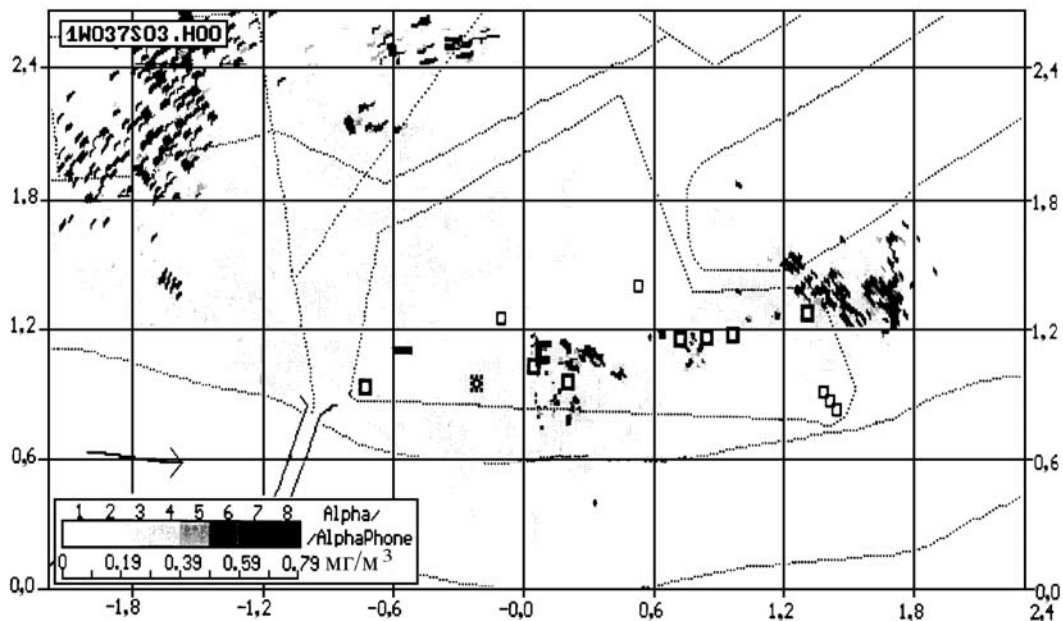 1W037S03.H00
2,4 2,4
1,8 1,8
1,2 1,2
0,6 0,6
1 2 3 4 5 6 7 8 Alpha/
/AlphaPhone
0 0.19 0.39 0.59 0.79 мг/м3
0,0 0,0
-1,8 -1,2 -0,6 -0,0 0,6 1,2 1,8 2,4